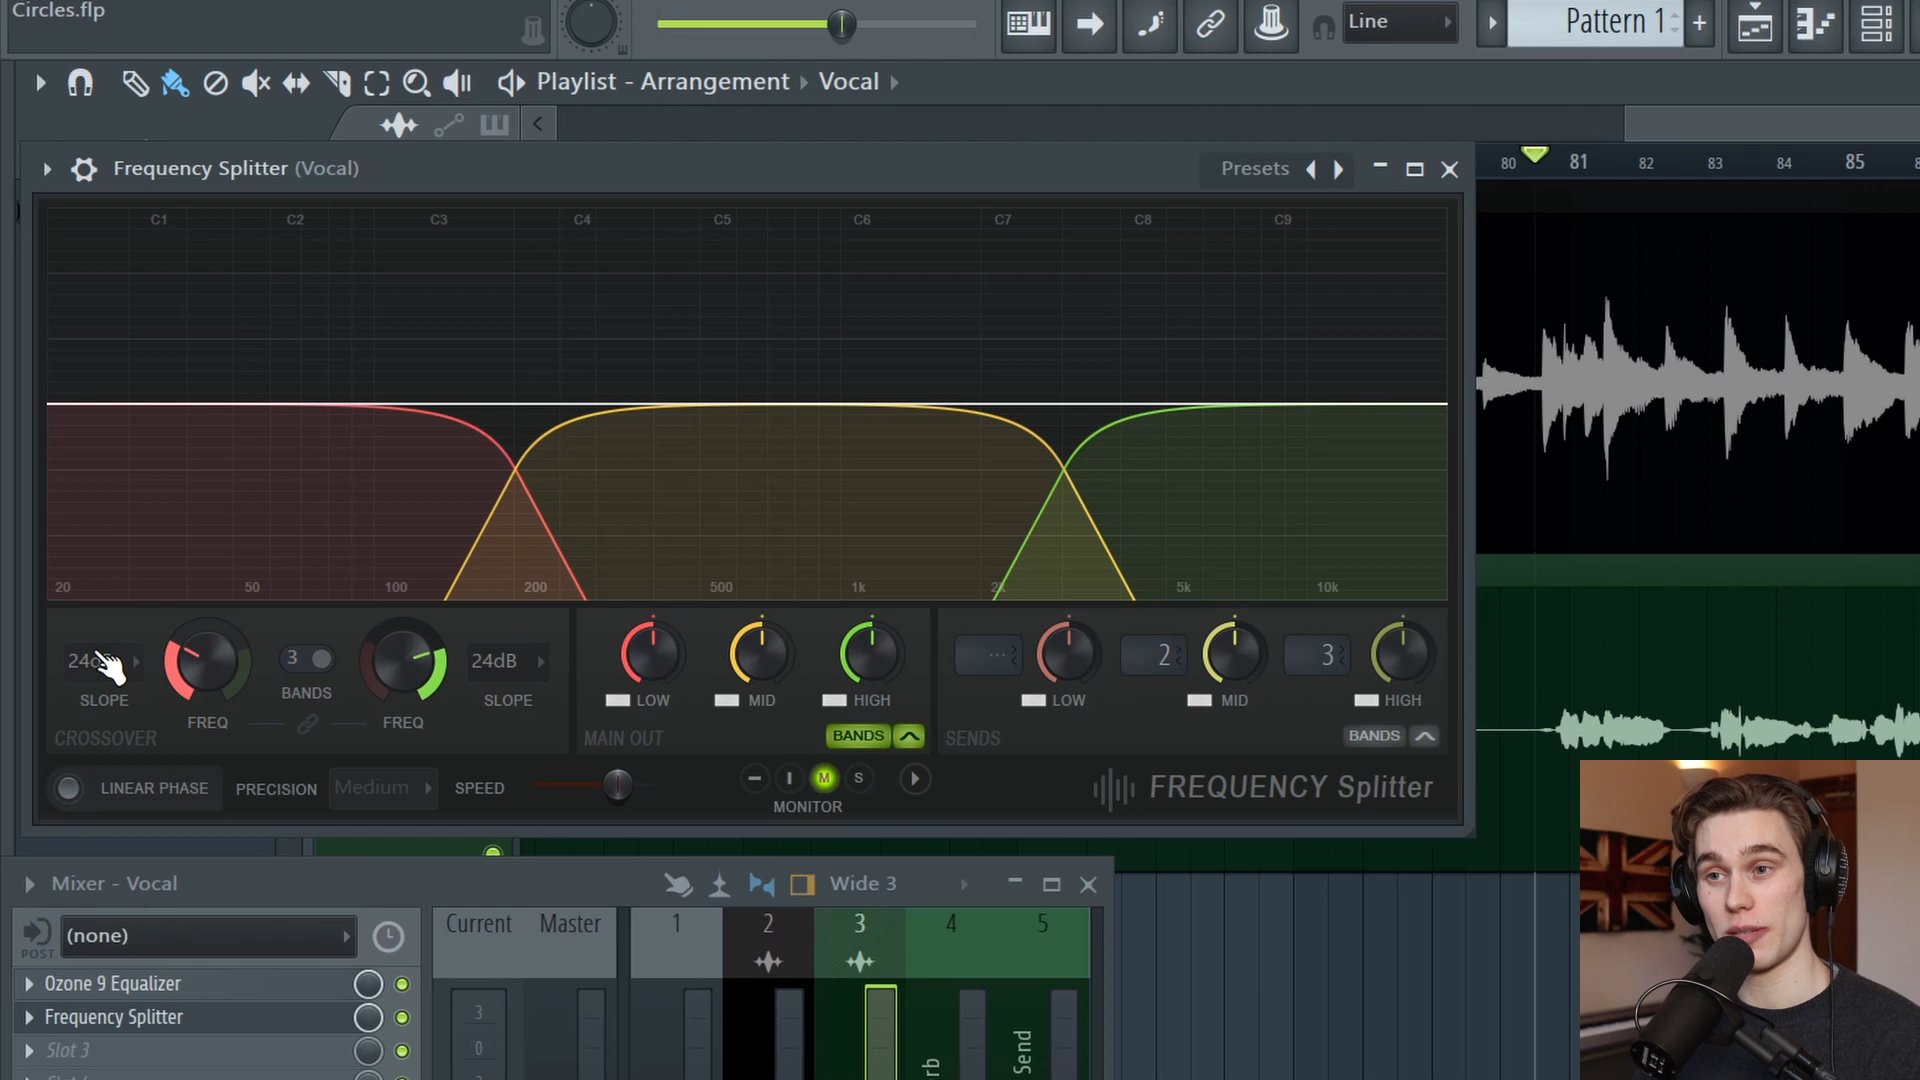 Circles.flp
Line
Pattern 1
+
Playlist - Arrangement › Vocal
Frequency Splitter (Vocal)
Presets
80 81 82 83 84 85
C1 C2 C3 C4 C5 C6 C7 C8 C9
20 50 100 200 500 1k 5k 10k
3
24dB
2
3
SLOPE
BANDS
SLOPE
LOW MID HIGH
LOW MID HIGH
FREQ
FREQ
CROSSOVER
MAIN OUT
BANDS
SENDS
BANDS
LINEAR PHASE
PRECISION
Medium
SPEED
M
S
MONITOR
FREQUENCY Splitter
Mixer - Vocal
Wide 3
(none)
POST
Current Master 1 2 3 4 5
Ozone 9 Equalizer
Frequency Splitter
Slot 3
3
0
Send